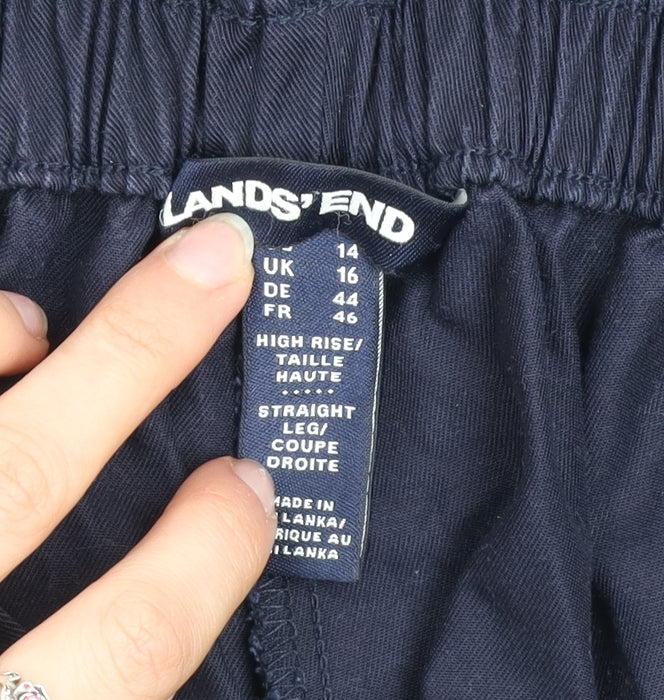 LANDS' END
14
UK 16
DE 44
FR 46
HIGH RISE/
TAILLE
HAUTE
•••••
STRAIGHT
LEG/
COUPE
DROITE
MADE IN
LANKA/
AU
LANKA